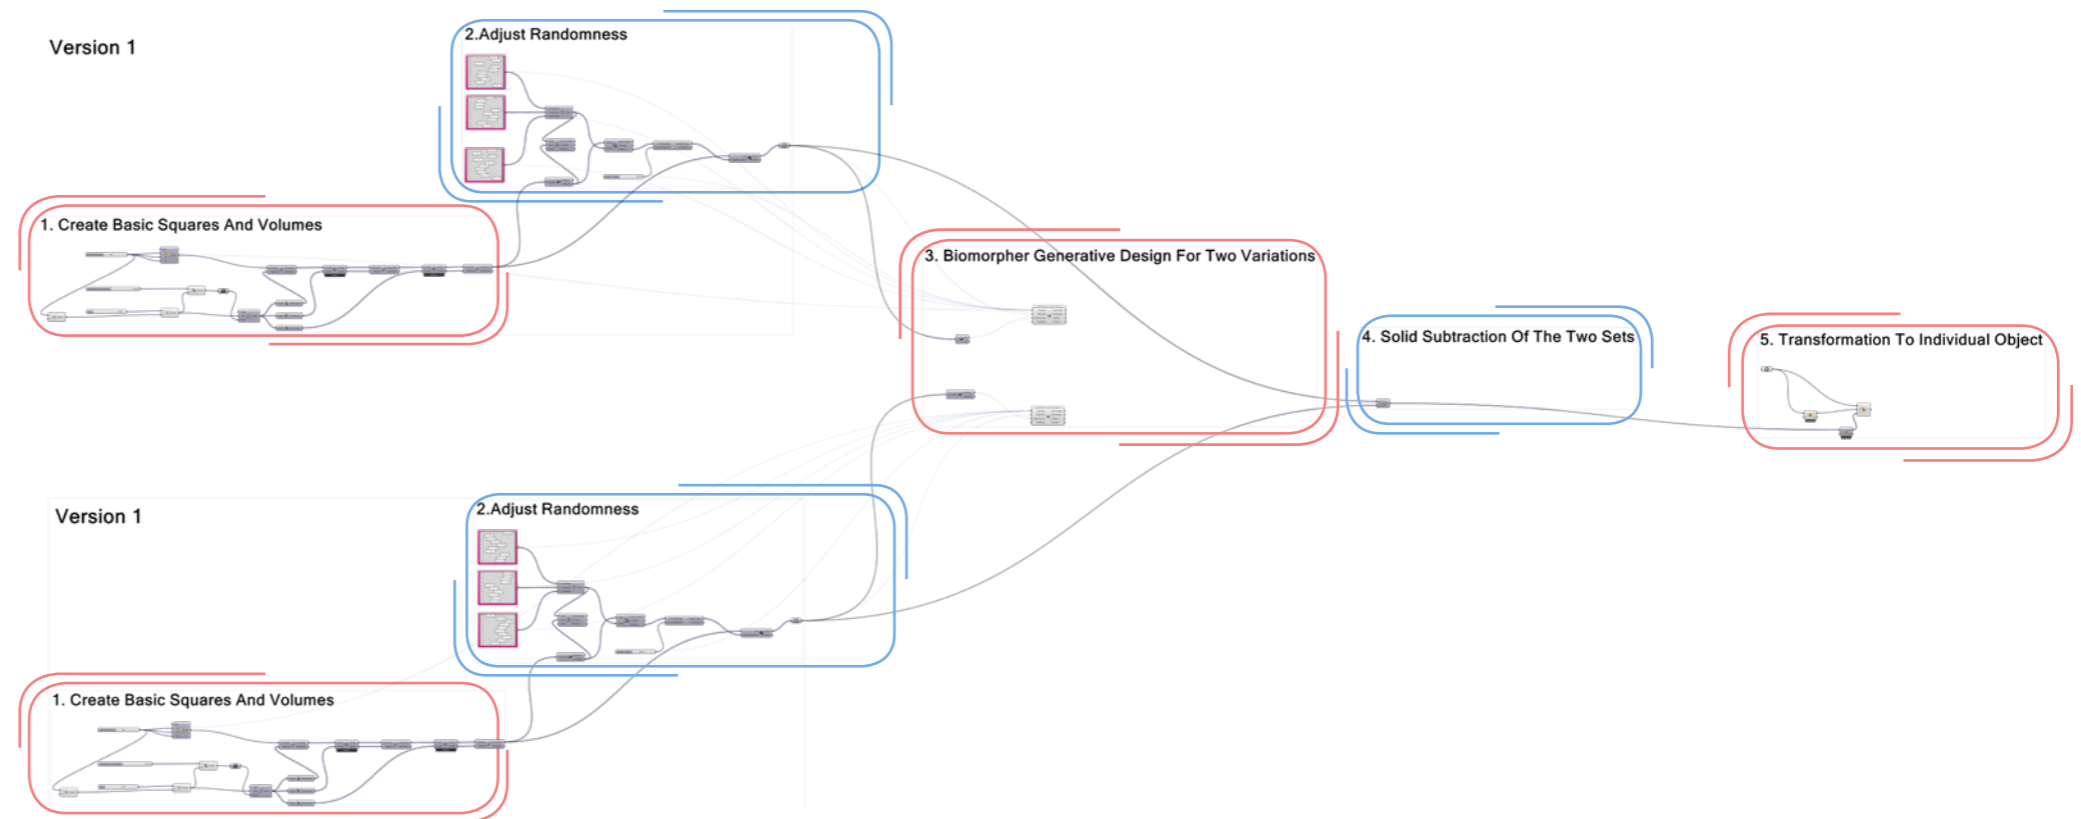 Version 1
2.Adjust Randomness
1. Create Basic Squares And Volumes
3. Biomorpher Generative Design For Two Variations
4. Solid Subtraction Of The Two Sets
5. Transformation To Individual Object
Version 1
2.Adjust Randomness
1. Create Basic Squares And Volumes